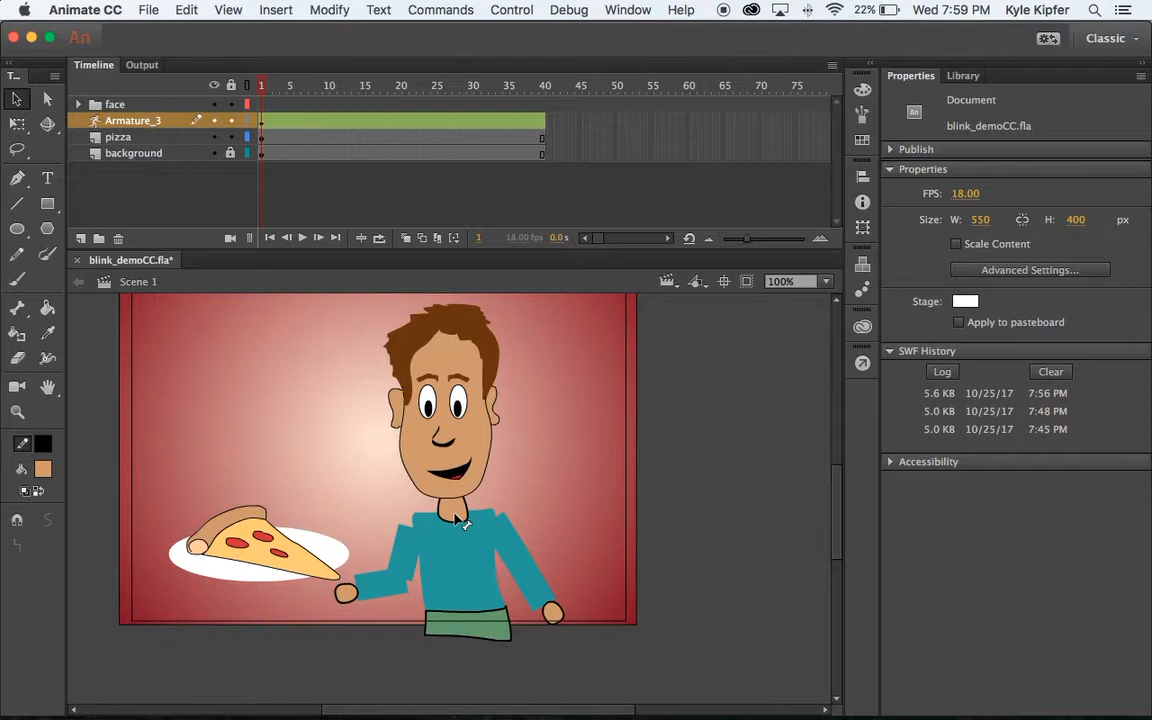 Animate CC File Edit View Insert Modify Text Commands Control Debug Window Help 22% Wed 7:59 PM Kyle Kipfer
An Classic
T... Timeline Output Properties Library
1 5 10 15 20 25 30 35 40 45 50 55 60 65 70 75
face
Armature_3
pizza
background
An Document
blink_demoCC.fla
Publish
Properties
FPS: 18.00
Size: W: 550 H: 400 px
Scale Content
Advanced Settings...
Stage:
Apply to pasteboard
SWF History
Log Clear
5.6 KB 10/25/17 7:56 PM
5.0 KB 10/25/17 7:48 PM
5.0 KB 10/25/17 7:45 PM
Accessibility
1 18.00fps 0.0s
blink_demoCC.fla*
Scene 1 100%